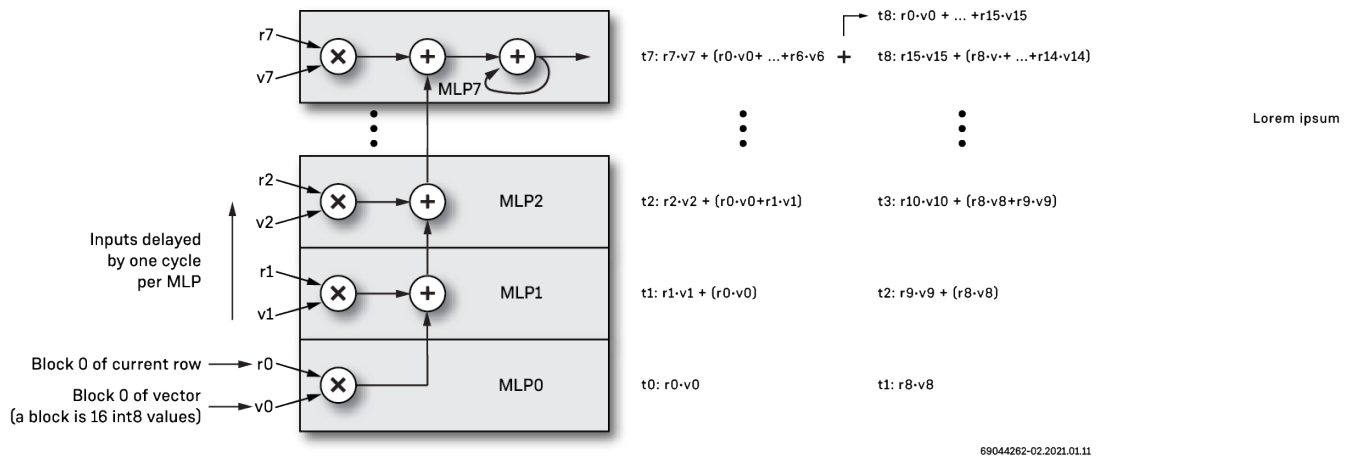 t8: r0·v0 + ... +r15·v15
r7
v7
MLP7
t7: r7·v7 + (r0·v0+ ...+r6·v6 + t8: r15·v15 + (r8·v·+ ...+r14·v14)
Lorem ipsum
r2
v2
MLP2
t2: r2·v2 + (r0·v0+r1·v1)
t3: r10·v10 + (r8·v8+r9·v9)
Inputs delayed
by one cycle
per MLP
r1
v1
MLP1
t1: r1·v1 + (r0·v0)
t2: r9·v9 + (r8·v8)
Block 0 of current row
r0
Block 0 of vector
(a block is 16 int8 values)
v0
MLP0
t0: r0·v0
t1: r8·v8
69044262-02.2021.01.11